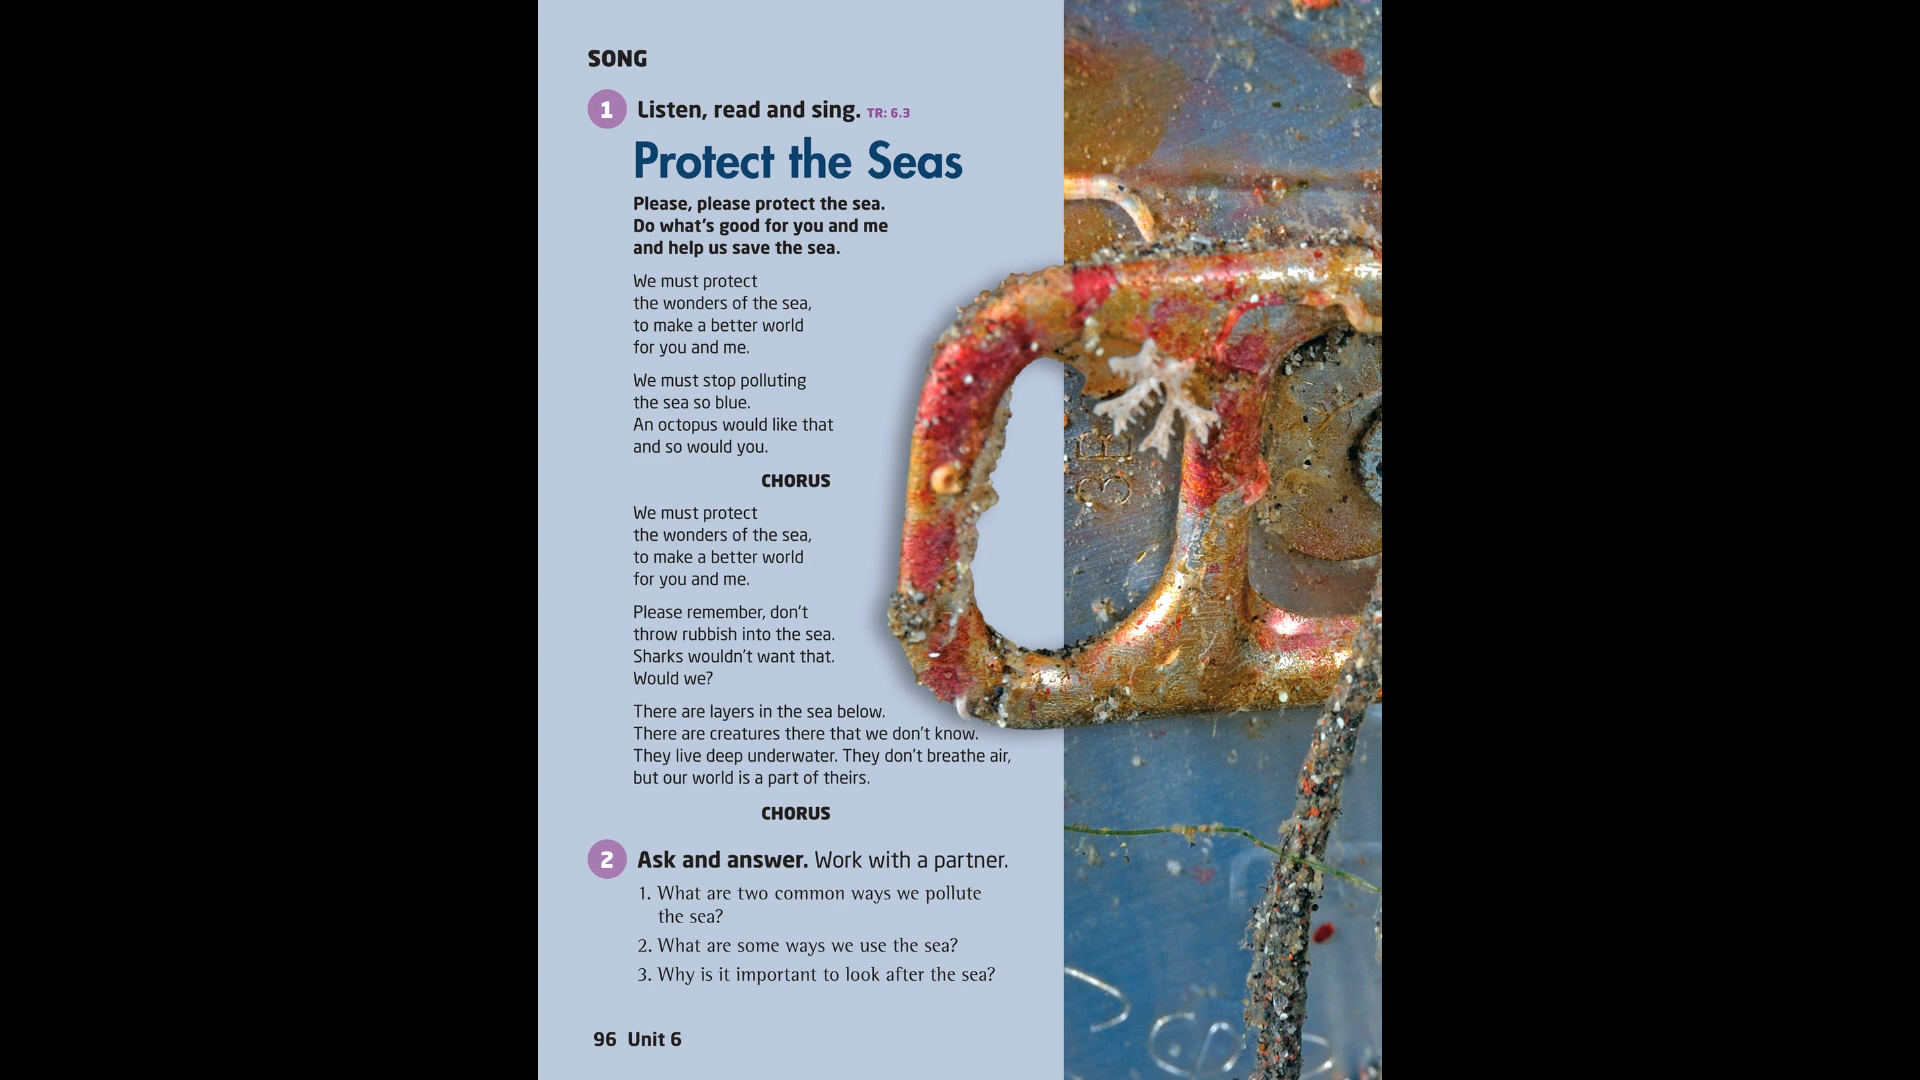 SONG
1 Listen, read and sing. TR: 6.3
Protect the Seas
Please, please protect the sea.
Do what's good for you and me
and help us save the sea.
We must protect
the wonders of the sea,
to make a better world
for you and me.
We must stop polluting
the sea so blue.
An octopus would like that
and so would you.
CHORUS
We must protect
the wonders of the sea,
to make a better world
for you and me.
Please remember, don't
throw rubbish into the sea.
Sharks wouldn't want that.
Would we?
There are layers in the sea below.
There are creatures there that we don't know.
They live deep underwater. They don't breathe air,
but our world is a part of theirs.
CHORUS
2 Ask and answer. Work with a partner.
1. What are two common ways we pollute
the sea?
2. What are some ways we use the sea?
3. Why is it important to look after the sea?
96 Unit 6
3B